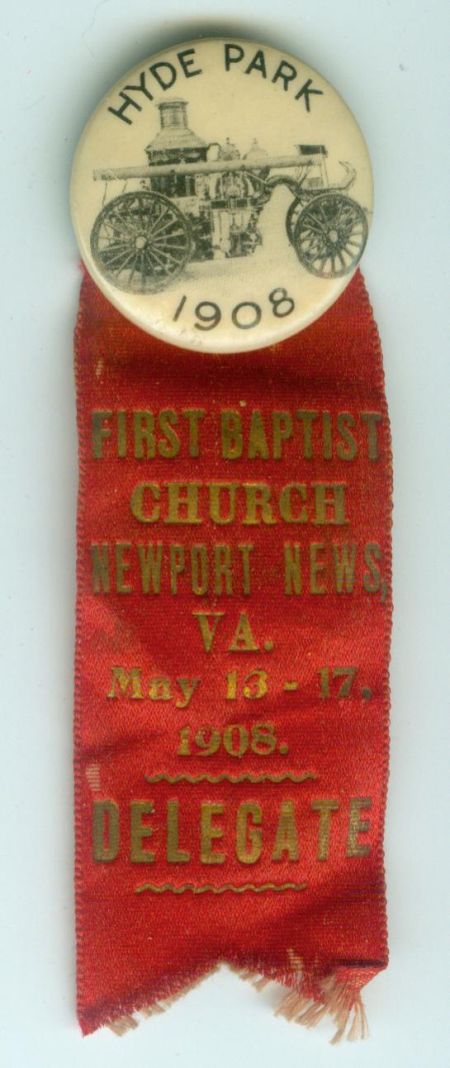 HYDE PARK
1908
FIRST BAPTIST
CHURCH
NEWPORT NEWS,
VA.
May 13 - 17,
1908.
DELEGATE